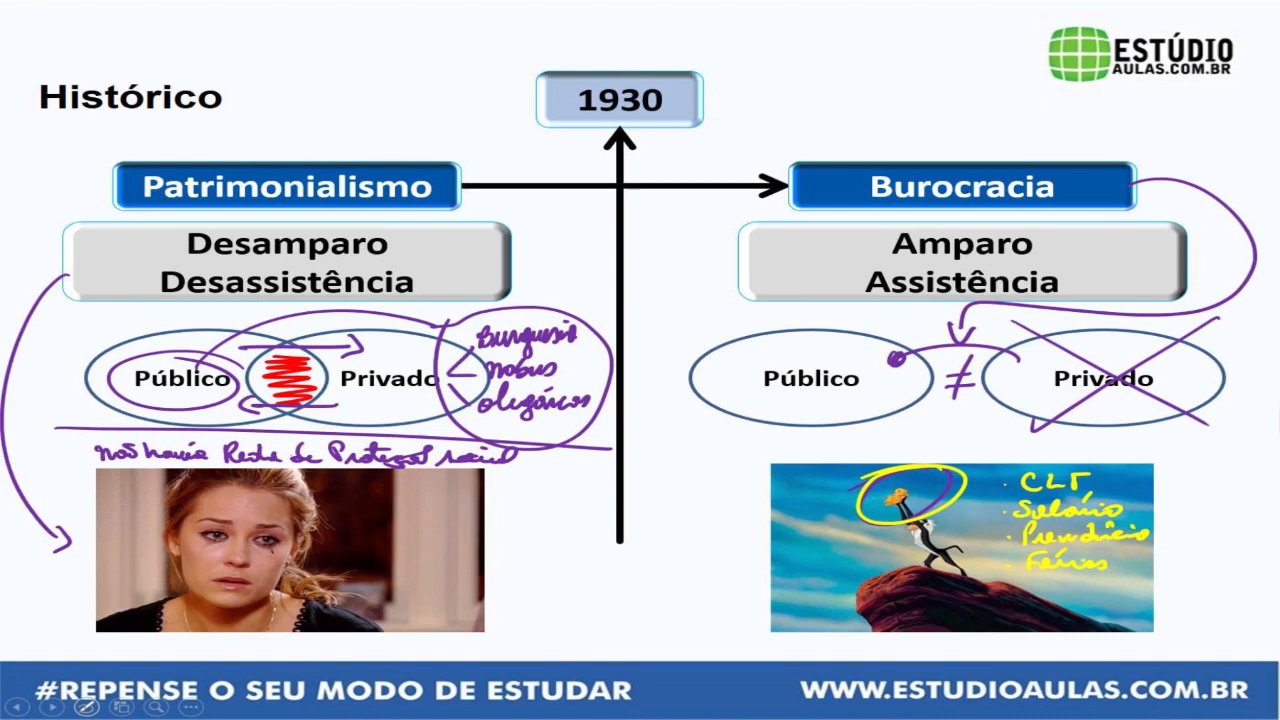 ESTÚDIO
AULAS.COM.BR
Histórico
1930
Patrimonialismo
Burocracia
Desamparo
Desassistência
Amparo
Assistência
Público
Privado
Burguesia
nobres
oligárcos
Público
≠
Privado
não havia Rede de Proteção social
· CLT
· Salário
· Previdência
· Férias
#REPENSE O SEU MODO DE ESTUDAR
WWW.ESTUDIOAULAS.COM.BR